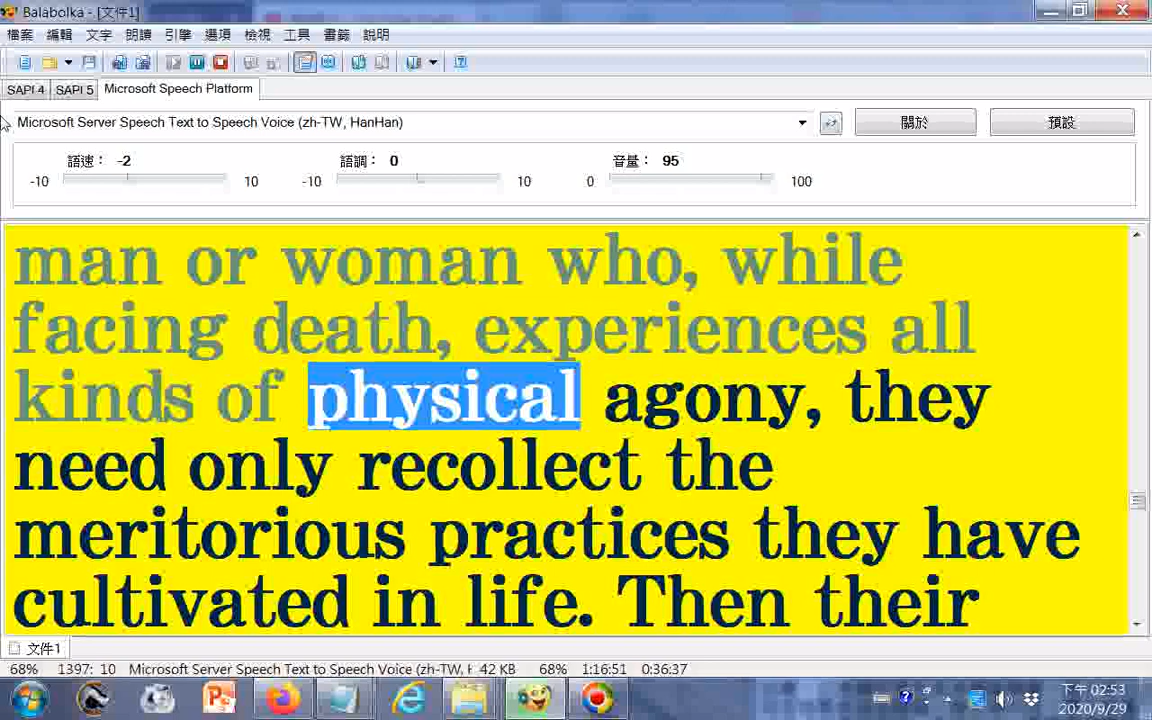 Balabolka - [文件1]
檔案 編輯 文字 朗讀 引擎 選項 檢視 工具 書籤 說明
SAPI 4 SAPI 5 Microsoft Speech Platform
Microsoft Server Speech Text to Speech Voice (zh-TW, HanHan) 關於 預設
語速： -2 語調： 0 音量： 95
-10 10 -10 10 0 100
man or woman who, while
facing death, experiences all
kinds of physical agony, they
need only recollect the
meritorious practices they have
cultivated in life. Then their
文件1
68% 1397: 10 Microsoft Server Speech Text to Speech Voice (zh-TW, 42 KB 68% 1:16:51 0:36:37
下午 02:53
2020/9/29